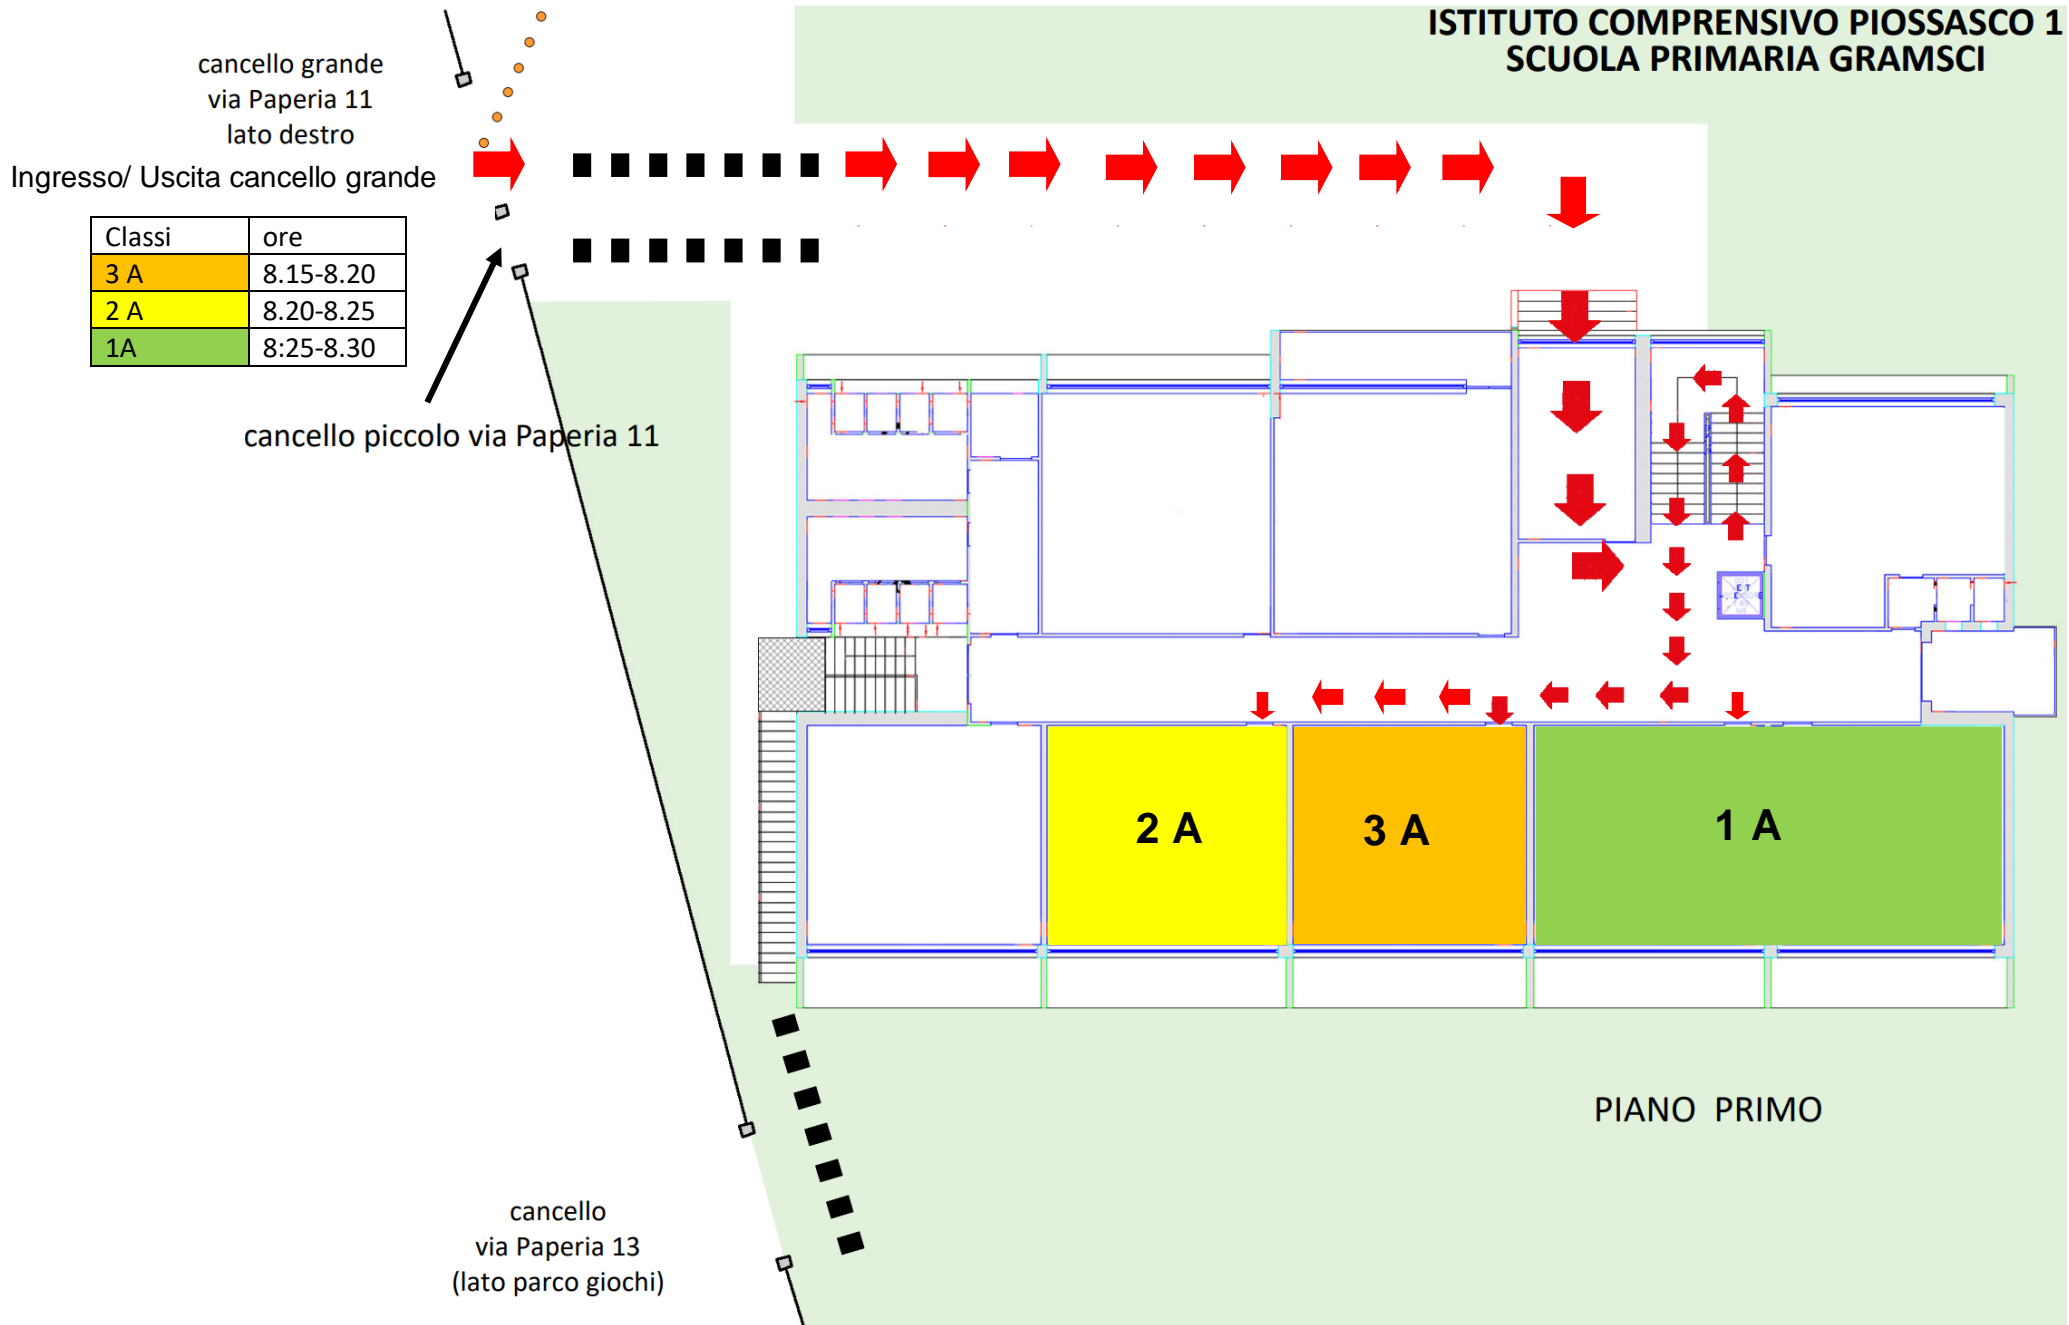 ISTITUTO COMPRENSIVO PIOSSASCO 1
SCUOLA PRIMARIA GRAMSCI
cancello grande
via Paperia 11
lato destro
Ingresso/ Uscita cancello grande
Classi ore
3 A 8.15-8.20
2 A 8.20-8.25
1A 8:25-8.30
cancello piccolo via Paperia 11
2 A
3 A
1 A
PIANO PRIMO
cancello
via Paperia 13
(lato parco giochi)